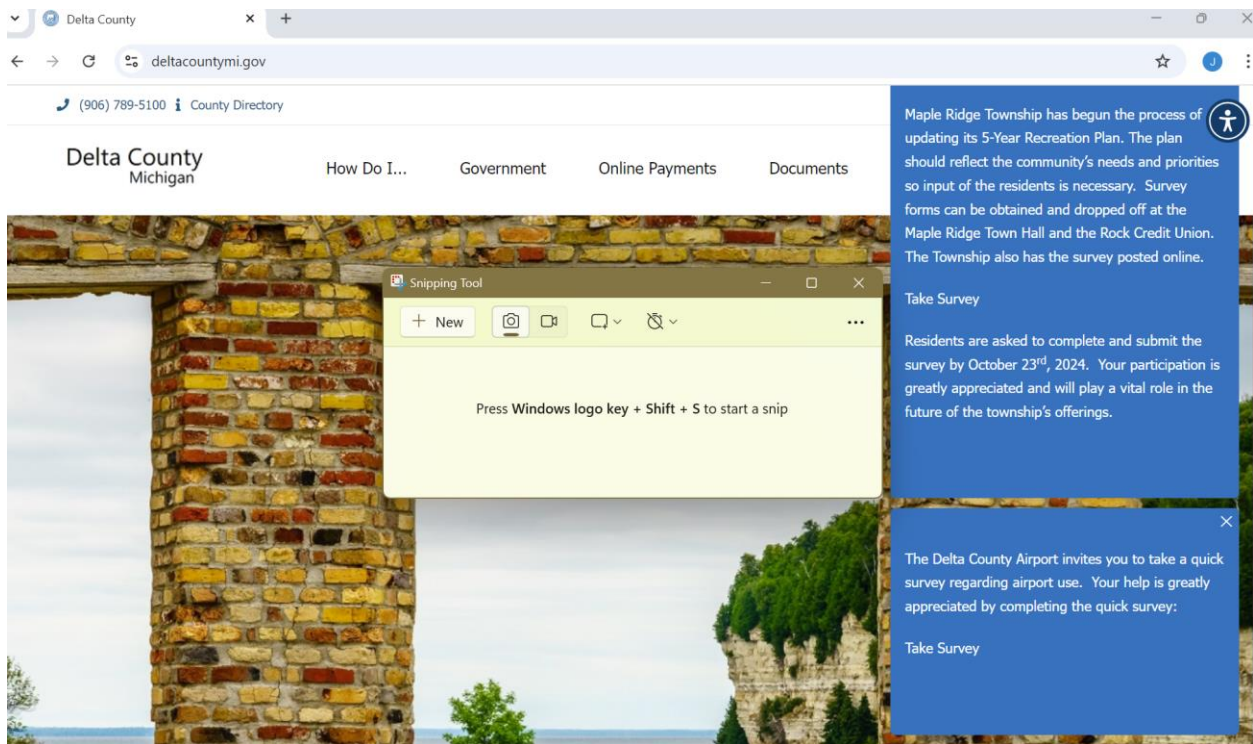 Delta County
deltacountymi.gov
J
(906) 789-5100 i County Directory
Delta County
Michigan
How Do I...
Government
Online Payments
Documents
Snipping Tool
New
Press Windows logo key + Shift + S to start a snip
Maple Ridge Township has begun the process of
updating its 5-Year Recreation Plan. The plan
should reflect the community's needs and priorities
so input of the residents is necessary. Survey
forms can be obtained and dropped off at the
Maple Ridge Town Hall and the Rock Credit Union.
The Township also has the survey posted online.
Take Survey
Residents are asked to complete and submit the
survey by October 23rd, 2024. Your participation is
greatly appreciated and will play a vital role in the
future of the township's offerings.
The Delta County Airport invites you to take a quick
survey regarding airport use. Your help is greatly
appreciated by completing the quick survey:
Take Survey